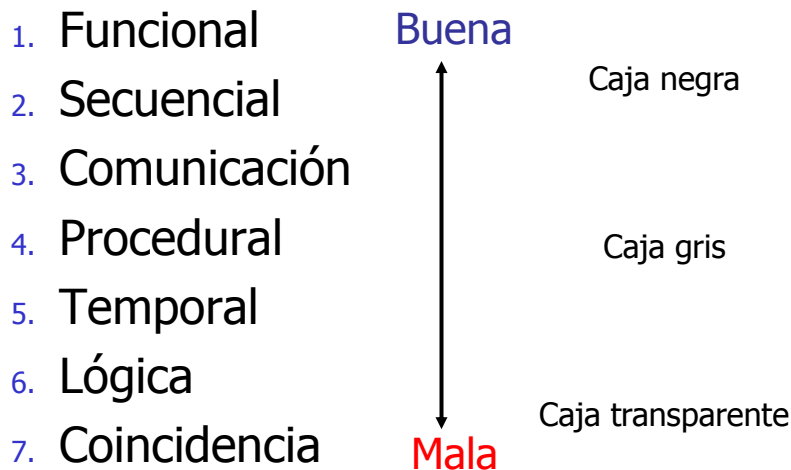 1. Funcional
2. Secuencial
3. Comunicación
4. Procedural
5. Temporal
6. Lógica
7. Coincidencia
Buena
Mala
Caja negra
Caja gris
Caja transparente